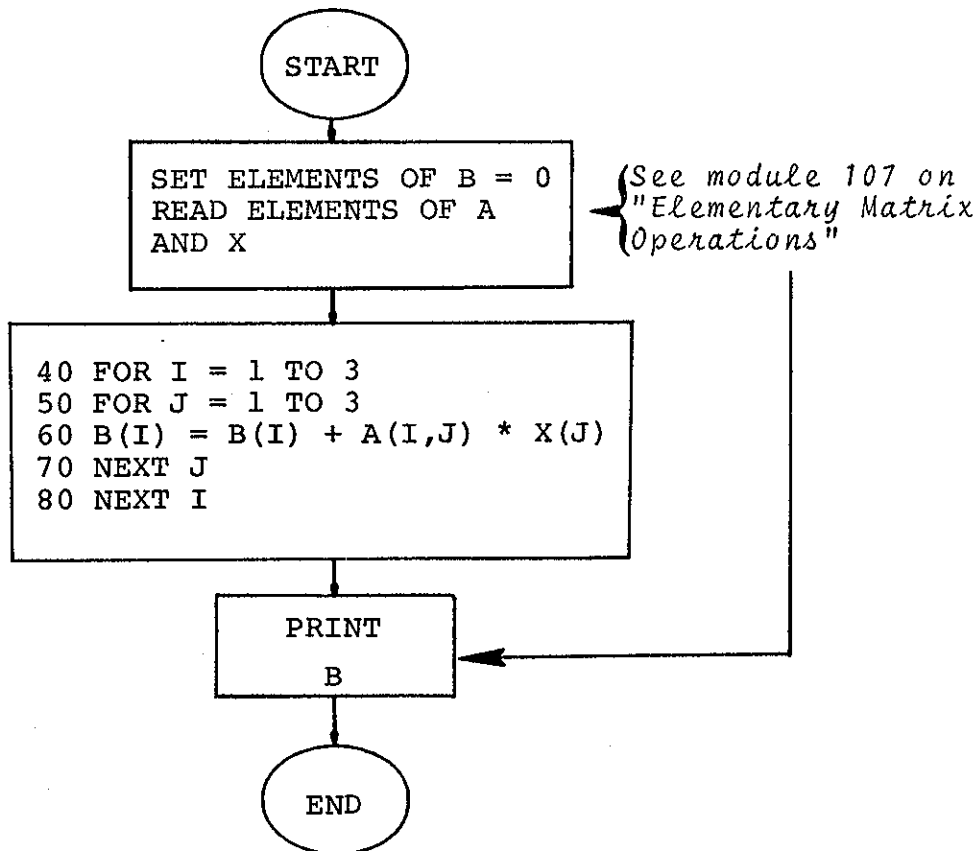 START
SET ELEMENTS OF B = 0
READ ELEMENTS OF A
AND X
See module 107 on
"Elementary Matrix
Operations"
40 FOR I = 1 TO 3
50 FOR J = 1 TO 3
60 B(I) = B(I) + A(I,J) * X(J)
70 NEXT J
80 NEXT I
PRINT
B
END